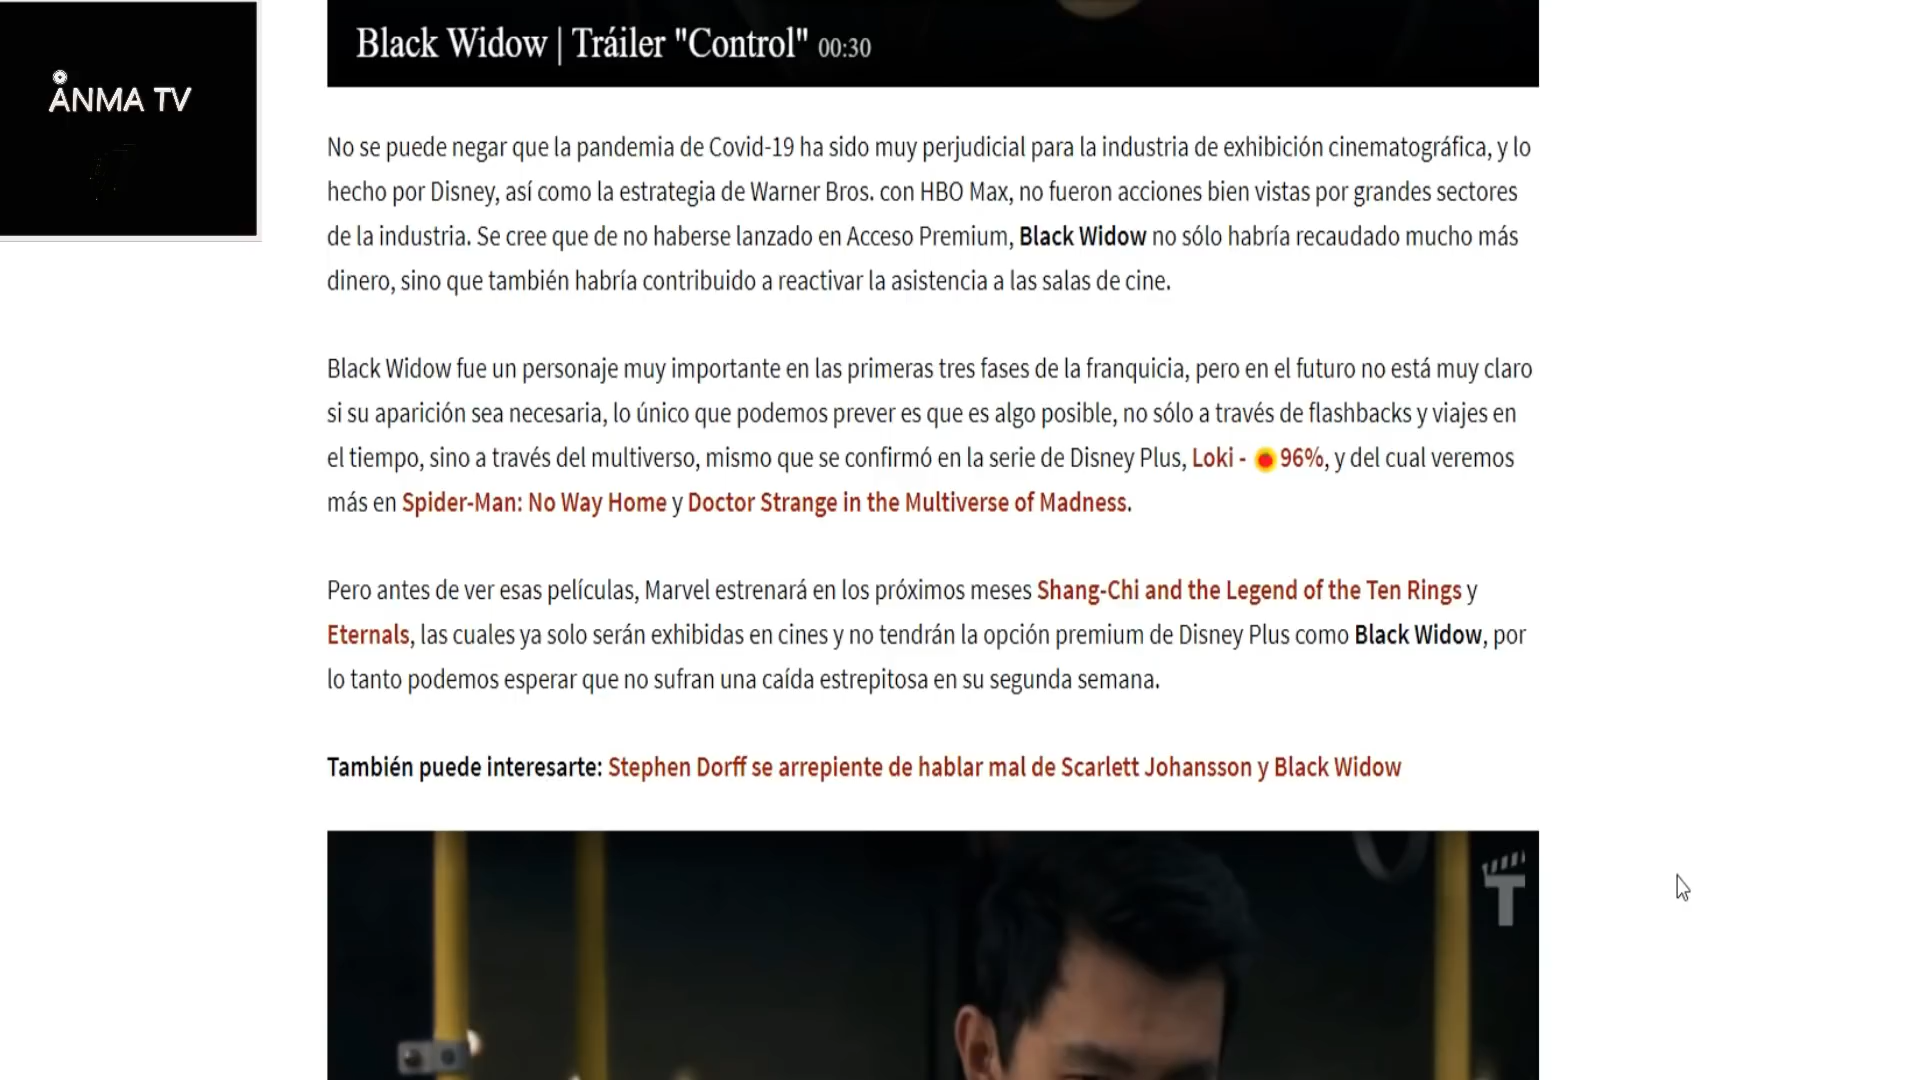 Black Widow | Tráiler "Control" 00:30
ÅNMA TV
No se puede negar que la pandemia de Covid-19 ha sido muy perjudicial para la industria de exhibición cinematográfica, y lo
hecho por Disney, así como la estrategia de Warner Bros. con HBO Max, no fueron acciones bien vistas por grandes sectores
de la industria. Se cree que de no haberse lanzado en Acceso Premium, Black Widow no sólo habría recaudado mucho más
dinero, sino que también habría contribuido a reactivar la asistencia a las salas de cine.
Black Widow fue un personaje muy importante en las primeras tres fases de la franquicia, pero en el futuro no está muy claro
si su aparición sea necesaria, lo único que podemos prever es que es algo posible, no sólo a través de flashbacks y viajes en
el tiempo, sino a través del multiverso, mismo que se confirmó en la serie de Disney Plus, Loki - 96%, y del cual veremos
más en Spider-Man: No Way Home y Doctor Strange in the Multiverse of Madness.
Pero antes de ver esas películas, Marvel estrenará en los próximos meses Shang-Chi and the Legend of the Ten Rings y
Eternals, las cuales ya solo serán exhibidas en cines y no tendrán la opción premium de Disney Plus como Black Widow, por
lo tanto podemos esperar que no sufran una caída estrepitosa en su segunda semana.
También puede interesarte: Stephen Dorff se arrepiente de hablar mal de Scarlett Johansson y Black Widow
T